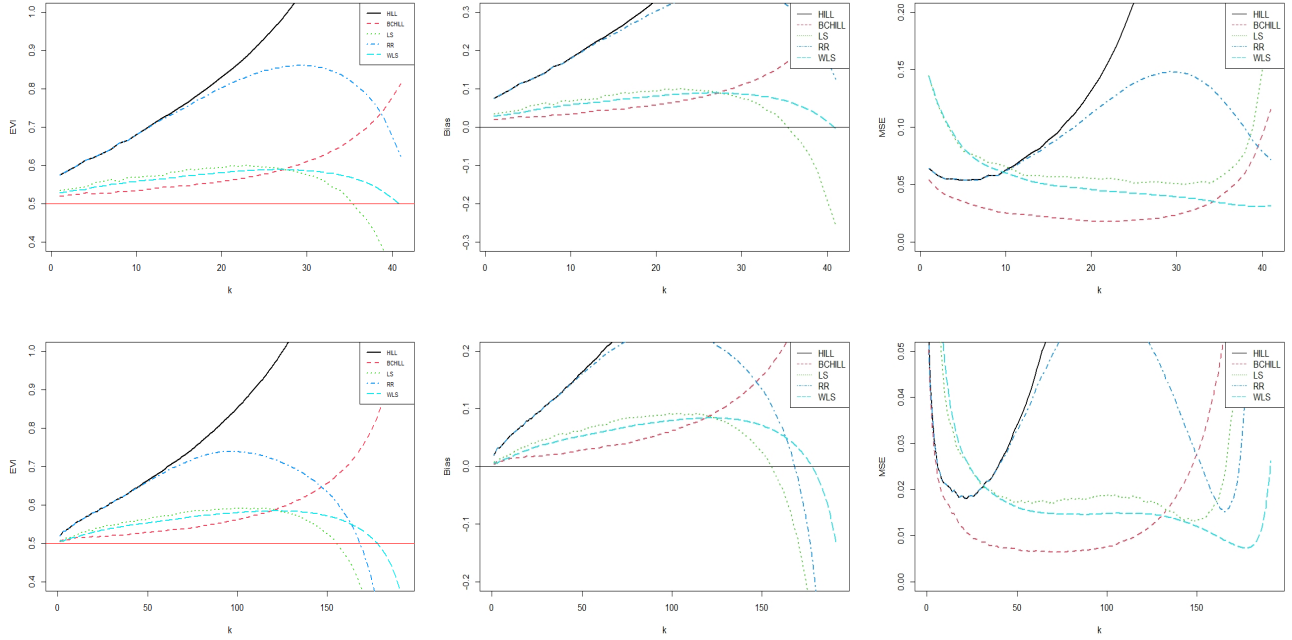 1.0
0.9
0.8
0.7
0.6
0.5
0.4
EVI
0
10
20
30
40
k
HILL
BCHILL
LS
RR
WLS
0.3
0.2
0.1
0.0
-0.1
-0.2
-0.3
Bias
0
10
20
30
40
k
HILL
BCHILL
LS
RR
WLS
0.20
0.15
0.10
0.05
0.00
MSE
0
10
20
30
40
k
HILL
BCHILL
LS
RR
WLS
1.0
0.9
0.8
0.7
0.6
0.5
0.4
EVI
0
50
100
150
k
HILL
BCHILL
LS
RR
WLS
0.2
0.1
0.0
-0.1
-0.2
Bias
0
50
100
150
k
HILL
BCHILL
LS
RR
WLS
0.05
0.04
0.03
0.02
0.01
0.00
MSE
0
50
100
150
k
HILL
BCHILL
LS
RR
WLS